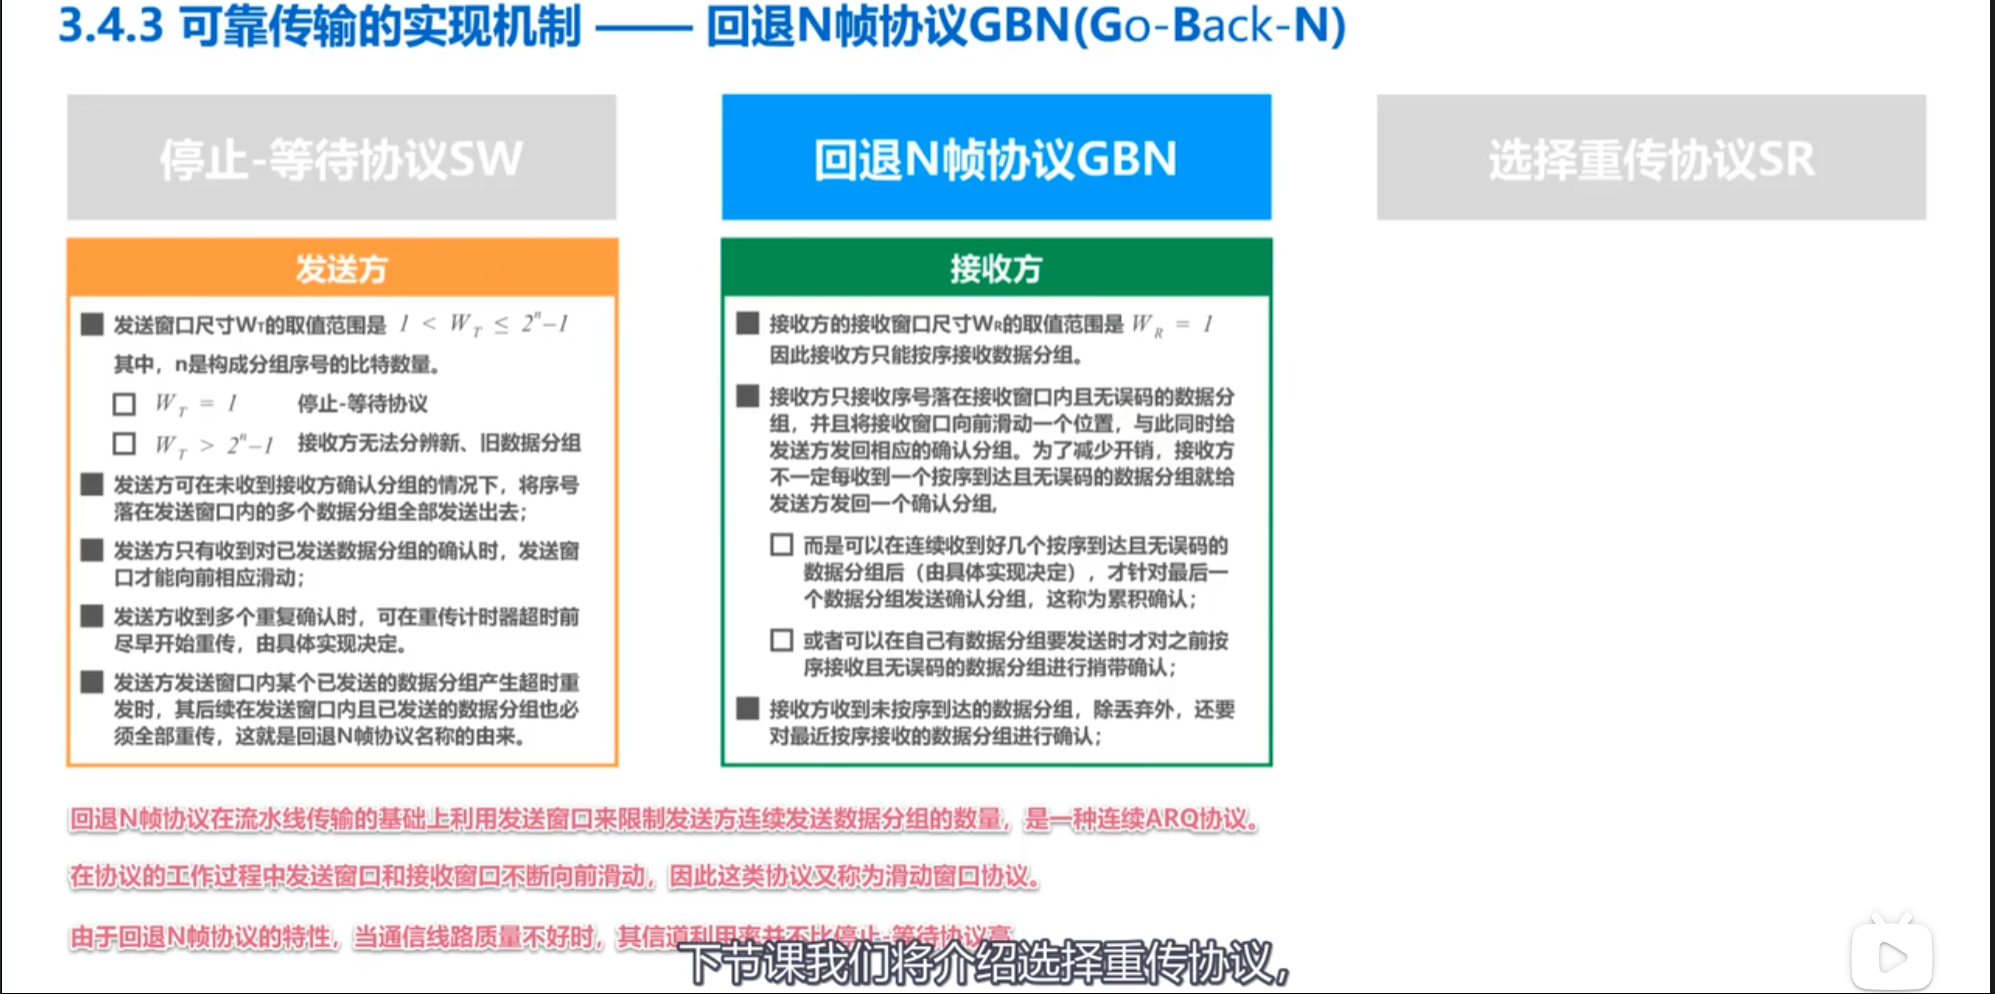 3.4.3 可靠传输的实现机制 —— 回退N帧协议GBN(Go-Back-N)
停止-等待协议SW
回退N帧协议GBN
选择重传协议SR
发送方
■ 发送窗口尺寸WT的取值范围是 1 < W_T ≤ 2^n−1
其中，n是构成分组序号的比特数量。
□ W_T = 1 停止-等待协议
□ W_T > 2^n−1 接收方无法分辨新、旧数据分组
■ 发送方可在未收到接收方确认分组的情况下，将序号
落在发送窗口内的多个数据分组全部发送出去；
■ 发送方只有收到对已发送数据分组的确认时，发送窗
口才能向前相应滑动；
■ 发送方收到多个重复确认时，可在重传计时器超时前
尽早开始重传，由具体实现决定。
■ 发送方发送窗口内某个已发送的数据分组产生超时重
发时，其后续在发送窗口内且已发送的数据分组也必
须全部重传，这就是回退N帧协议名称的由来。
接收方
■ 接收方的接收窗口尺寸WR的取值范围是 W_R = 1
因此接收方只能按序接收数据分组。
■ 接收方只接收序号落在接收窗口内且无误码的数据分
组，并且将接收窗口向前滑动一个位置，与此同时给
发送方发回相应的确认分组。为了减少开销，接收方
不一定每收到一个按序到达且无误码的数据分组就给
发送方发回一个确认分组，
□ 而是可以在连续收到好几个按序到达且无误码的
数据分组后（由具体实现决定），才针对最后一
个数据分组发送确认分组，这称为累积确认；
□ 或者可以在自己有数据分组要发送时才对之前按
序接收且无误码的数据分组进行捎带确认；
■ 接收方收到未按序到达的数据分组，除丢弃外，还要
对最近按序接收的数据分组进行确认；
回退N帧协议在流水线传输的基础上利用发送窗口来限制发送方连续发送数据分组的数量，是一种连续ARQ协议。
在协议的工作过程中发送窗口和接收窗口不断向前滑动，因此这类协议又称为滑动窗口协议。
由于回退N帧协议的特性，当通信线路质量不好时，其信道利用率并不比停止-等待协议高
下节课我们将介绍选择重传协议，